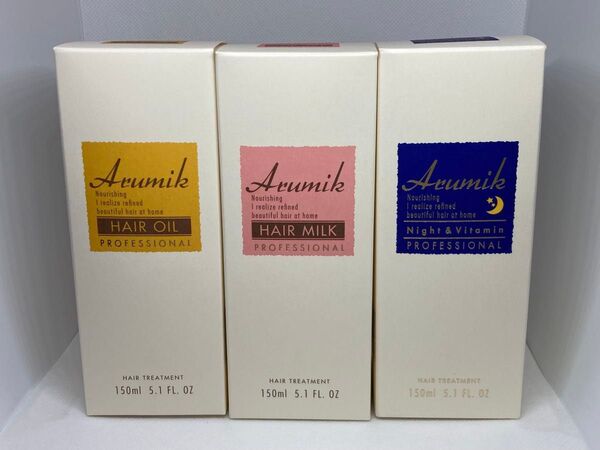 Arumik
Nourishing
I realize refined
beautiful hair at home
HAIR OIL
PROFESSIONAL
HAIR TREATMENT
150ml 5.1 FL. OZ
Arumik
Nourishing
I realize refined
beautiful hair at home
HAIR MILK
PROFESSIONAL
HAIR TREATMENT
150ml 5.1 FL. OZ
Arumik
Nourishing
I realize refined
beautiful hair at home
Night & Vitamin
PROFESSIONAL
HAIR TREATMENT
150ml 5.1 FL. OZ